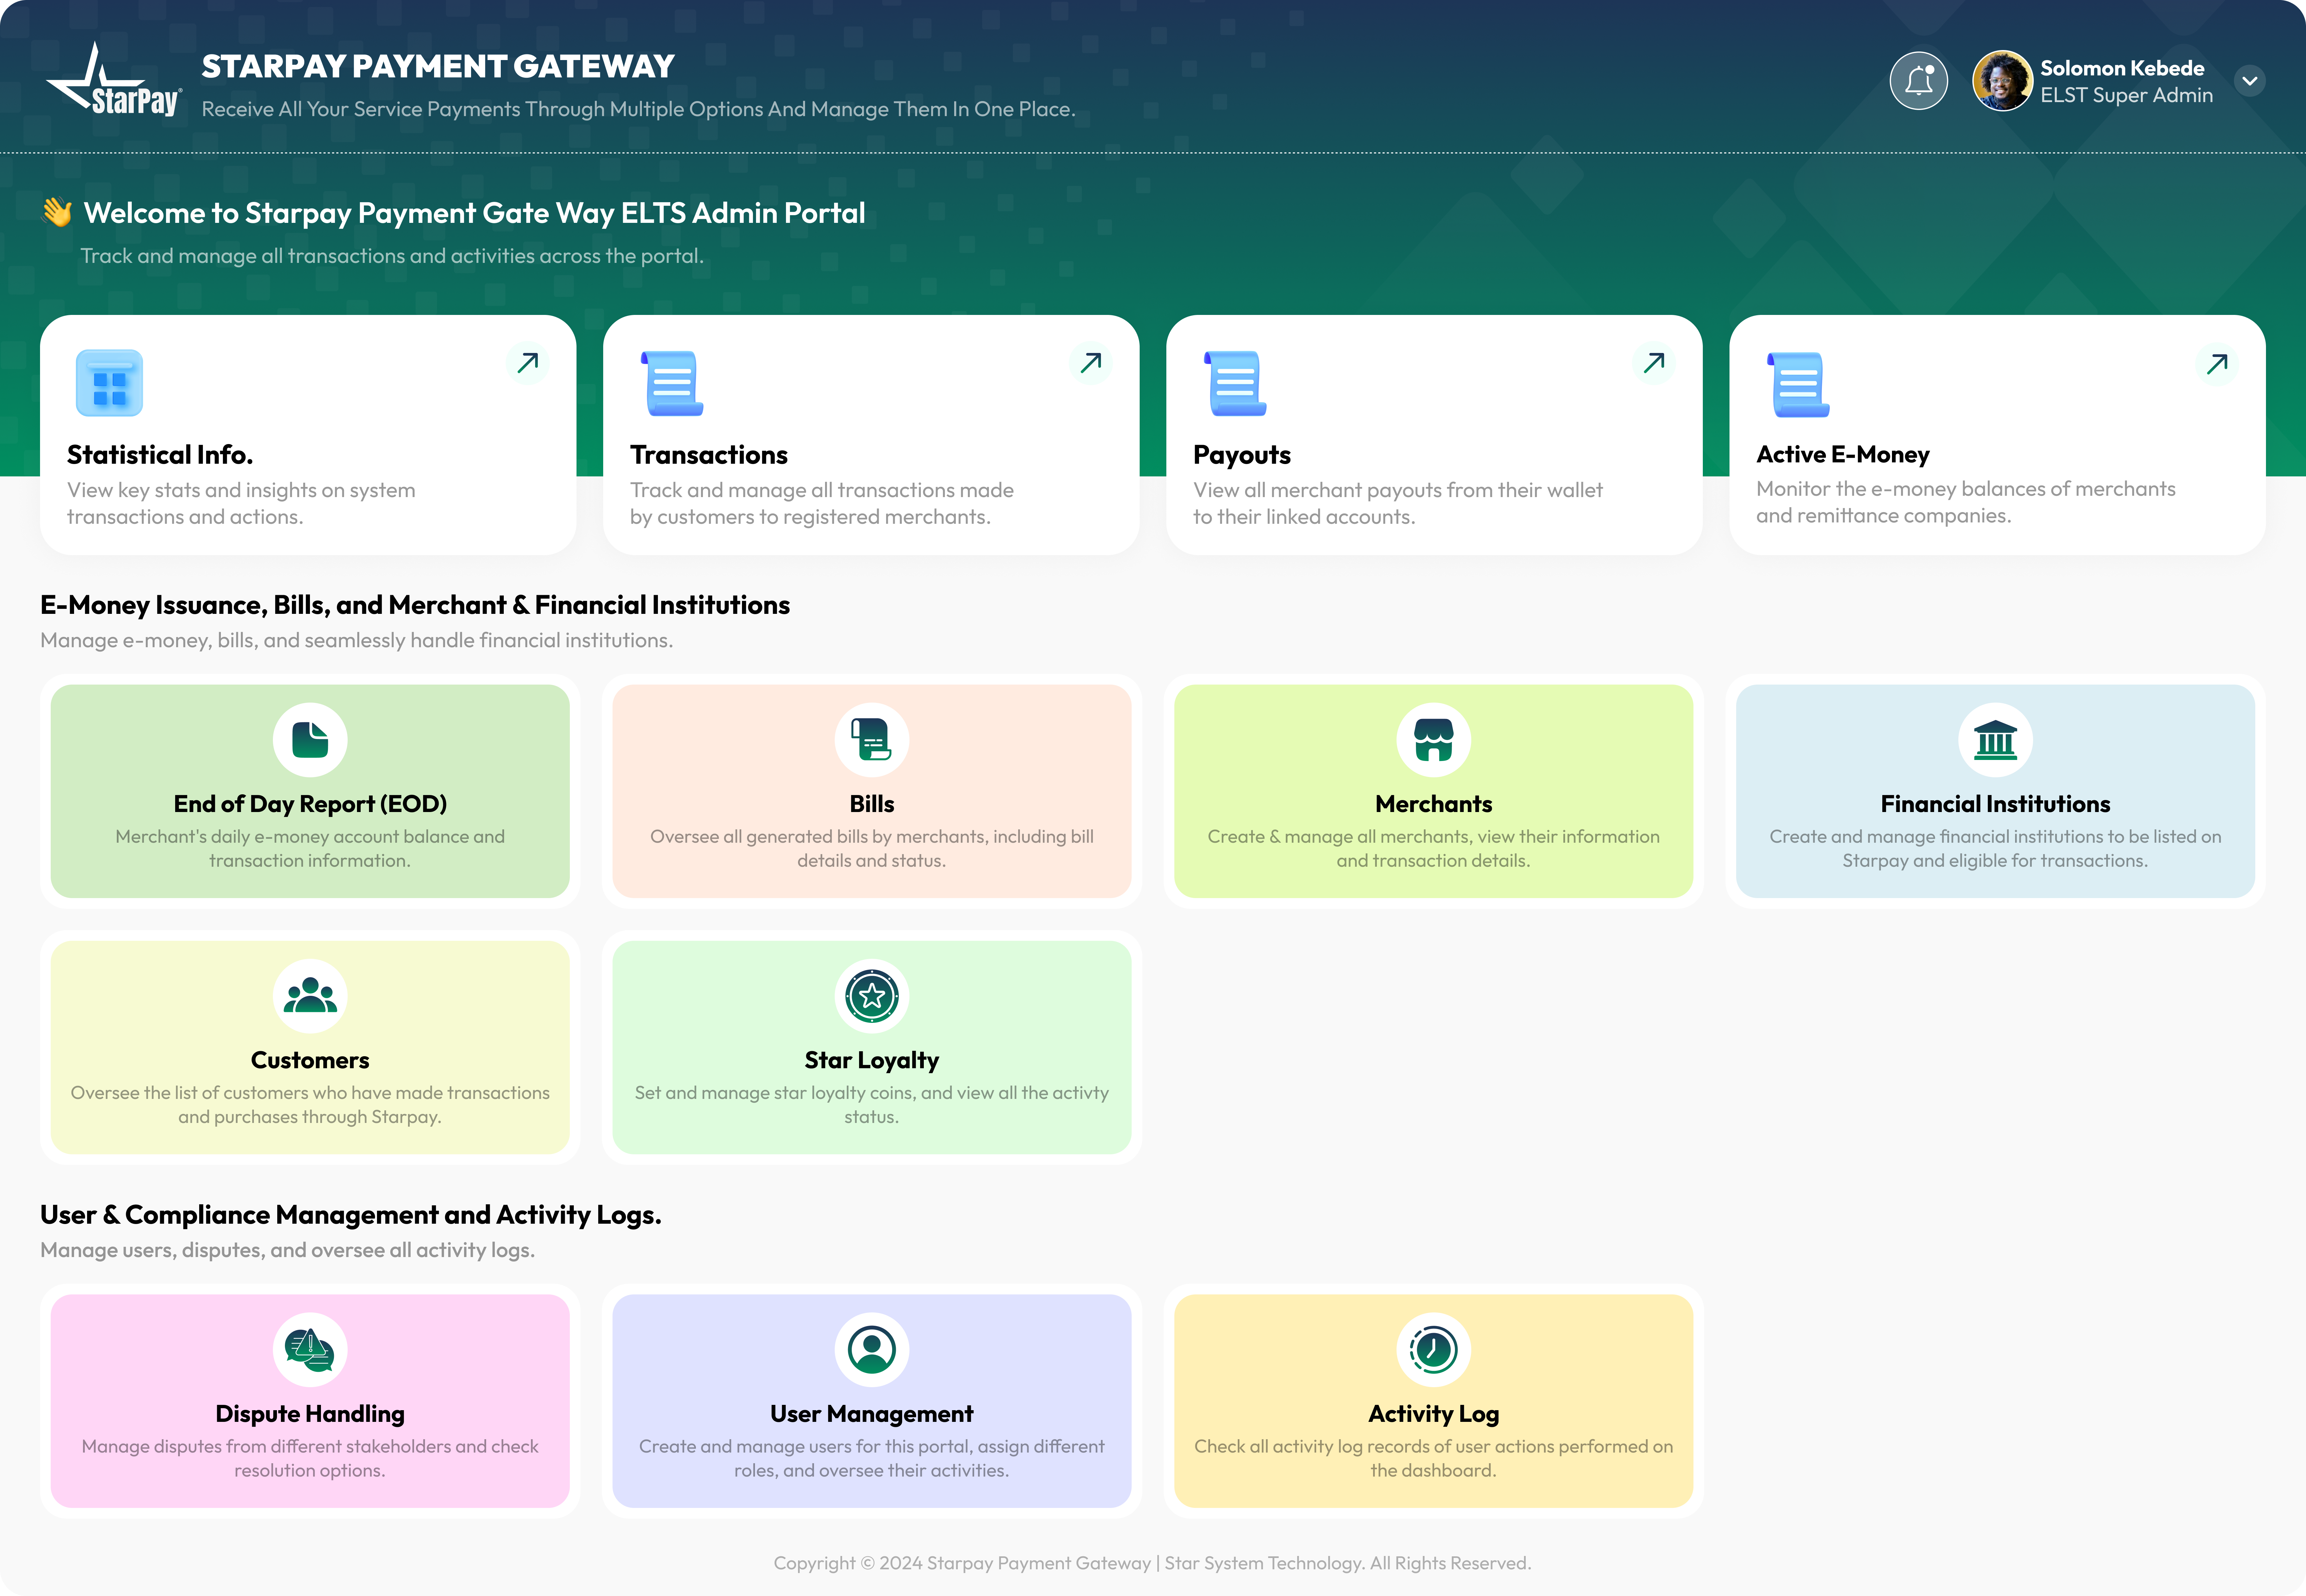 StarPay
STARPAY PAYMENT GATEWAY
Receive All Your Service Payments Through Multiple Options And Manage Them In One Place.
Solomon Kebede
ELST Super Admin
👋 Welcome to Starpay Payment Gate Way ELTS Admin Portal
Track and manage all transactions and activities across the portal.
Statistical Info.
View key stats and insights on system
transactions and actions.
Transactions
Track and manage all transactions made
by customers to registered merchants.
Payouts
View all merchant payouts from their wallet
to their linked accounts.
Active E-Money
Monitor the e-money balances of merchants
and remittance companies.
E-Money Issuance, Bills, and Merchant & Financial Institutions
Manage e-money, bills, and seamlessly handle financial institutions.
End of Day Report (EOD)
Merchant's daily e-money account balance and
transaction information.
Bills
Oversee all generated bills by merchants, including bill
details and status.
Merchants
Create & manage all merchants, view their information
and transaction details.
Financial Institutions
Create and manage financial institutions to be listed on
Starpay and eligible for transactions.
Customers
Oversee the list of customers who have made transactions
and purchases through Starpay.
Star Loyalty
Set and manage star loyalty coins, and view all the activty
status.
User & Compliance Management and Activity Logs.
Manage users, disputes, and oversee all activity logs.
Dispute Handling
Manage disputes from different stakeholders and check
resolution options.
User Management
Create and manage users for this portal, assign different
roles, and oversee their activities.
Activity Log
Check all activity log records of user actions performed on
the dashboard.
Copyright © 2024 Starpay Payment Gateway | Star System Technology. All Rights Reserved.